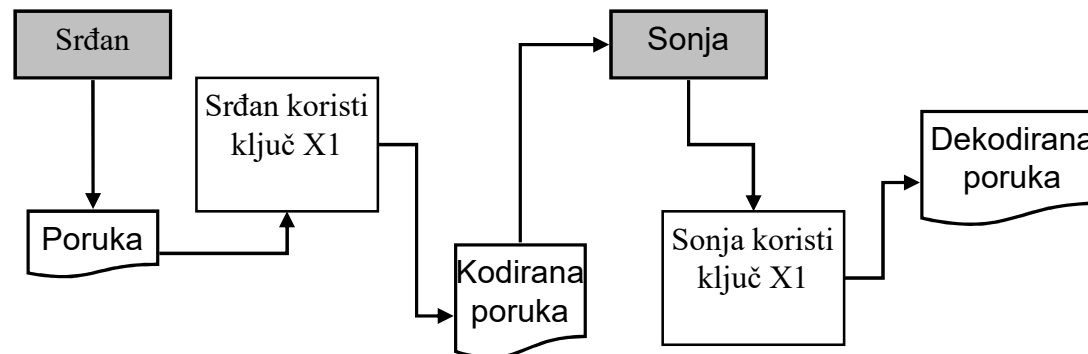 Srđan
Srđan koristi
ključ X1
Poruka
Kodirana
poruka
Sonja
Sonja koristi
ključ X1
Dekodirana
poruka